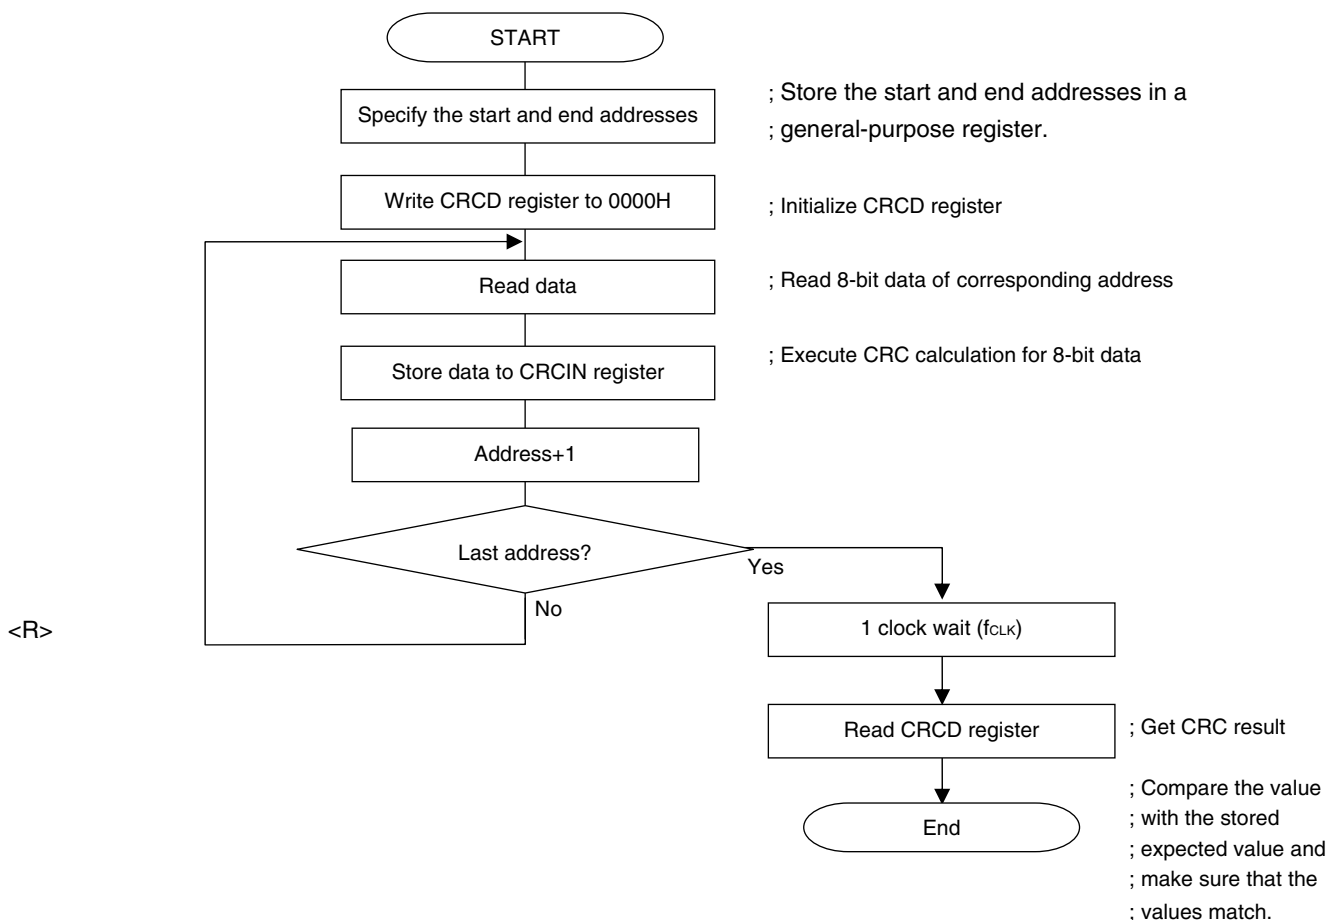 START
Specify the start and end addresses
; Store the start and end addresses in a
; general-purpose register.
Write CRCD register to 0000H
; Initialize CRCD register
Read data
; Read 8-bit data of corresponding address
Store data to CRCIN register
; Execute CRC calculation for 8-bit data
Address+1
Last address?
Yes
No
<R>
1 clock wait (fCLK)
Read CRCD register
; Get CRC result
End
; Compare the value
; with the stored
; expected value and
; make sure that the
; values match.